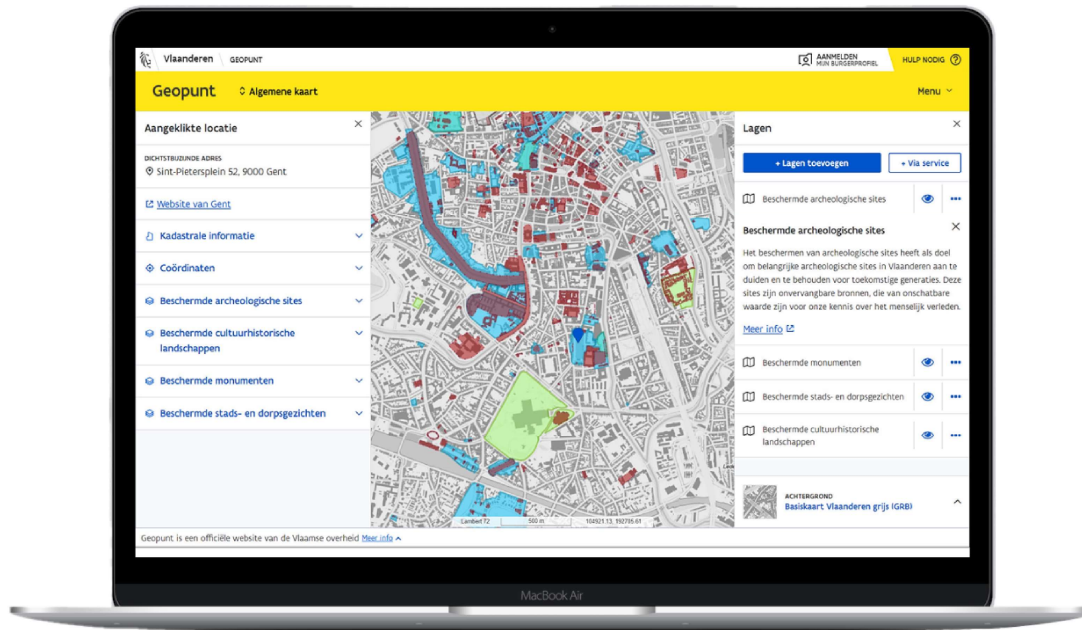 Vlaanderen GEOPUNT
AANMELDEN
MIJN BURGERPROFIEL
HULP NODIG
Geopunt Algemene kaart
Menu
Aangeklikte locatie
DICHTSTBIJZIJNDE ADRES
Sint-Pietersplein 52, 9000 Gent
Website van Gent
Kadastrale informatie
Coördinaten
Beschermde archeologische sites
Beschermde cultuurhistorische
landschappen
Beschermde monumenten
Beschermde stads- en dorpsgezichten
Lambert 72 500 m 104921.13, 192785.61
Lagen
+ Lagen toevoegen
+ Via service
Beschermde archeologische sites
Beschermde archeologische sites
Het beschermen van archeologische sites heeft als doel
om belangrijke archeologische sites in Vlaanderen aan te
duiden en te behouden voor toekomstige generaties. Deze
sites zijn onvervangbare bronnen, die van onschatbare
waarde zijn voor onze kennis over het menselijk verleden.
Meer info
Beschermde monumenten
Beschermde stads- en dorpsgezichten
Beschermde cultuurhistorische
landschappen
ACHTERGROND
Basiskaart Vlaanderen grijs (GRB)
Geopunt is een officiële website van de Vlaamse overheid Meer info
MacBook Air